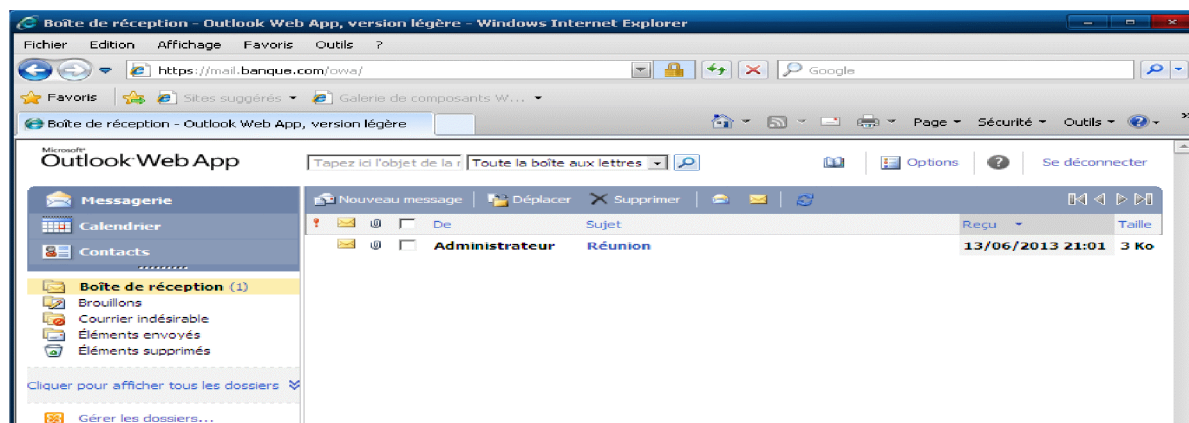 Boîte de réception - Outlook Web App, version légère - Windows Internet Explorer
Fichier Edition Affichage Favoris Outils ?
https://mail.banque.com/owa/ Google
Favoris Sites suggérés Galerie de composants W...
Boîte de réception - Outlook Web App, version légère Page Sécurité Outils
Microsoft
Outlook Web App Tapez ici l'objet de la r Toute la boîte aux lettres Options Se déconnecter
Messagerie Nouveau message Déplacer Supprimer
Calendrier De Sujet Reçu Taille
Contacts Administrateur Réunion 13/06/2013 21:01 3 Ko
Boîte de réception (1)
Brouillons
Courrier indésirable
Éléments envoyés
Éléments supprimés
Cliquer pour afficher tous les dossiers
Gérer les dossiers...